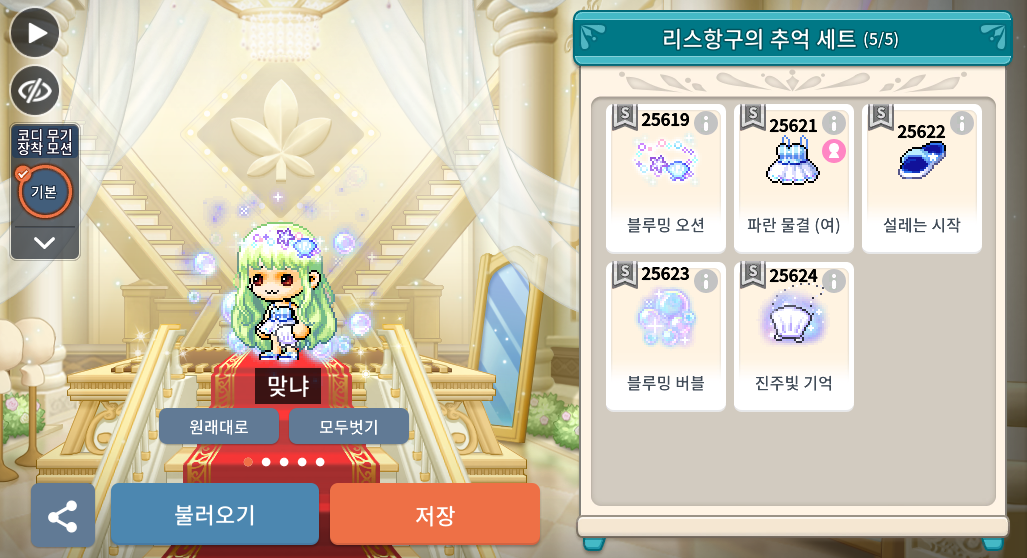 코디 무기
장착 모션
기본
맞냐
원래대로
모두벗기
불러오기
저장
리스항구의 추억 세트 (5/5)
S 25619
블루밍 오션
S 25621
파란 물결 (여)
S 25622
설레는 시작
S 25623
블루밍 버블
S 25624
진주빛 기억